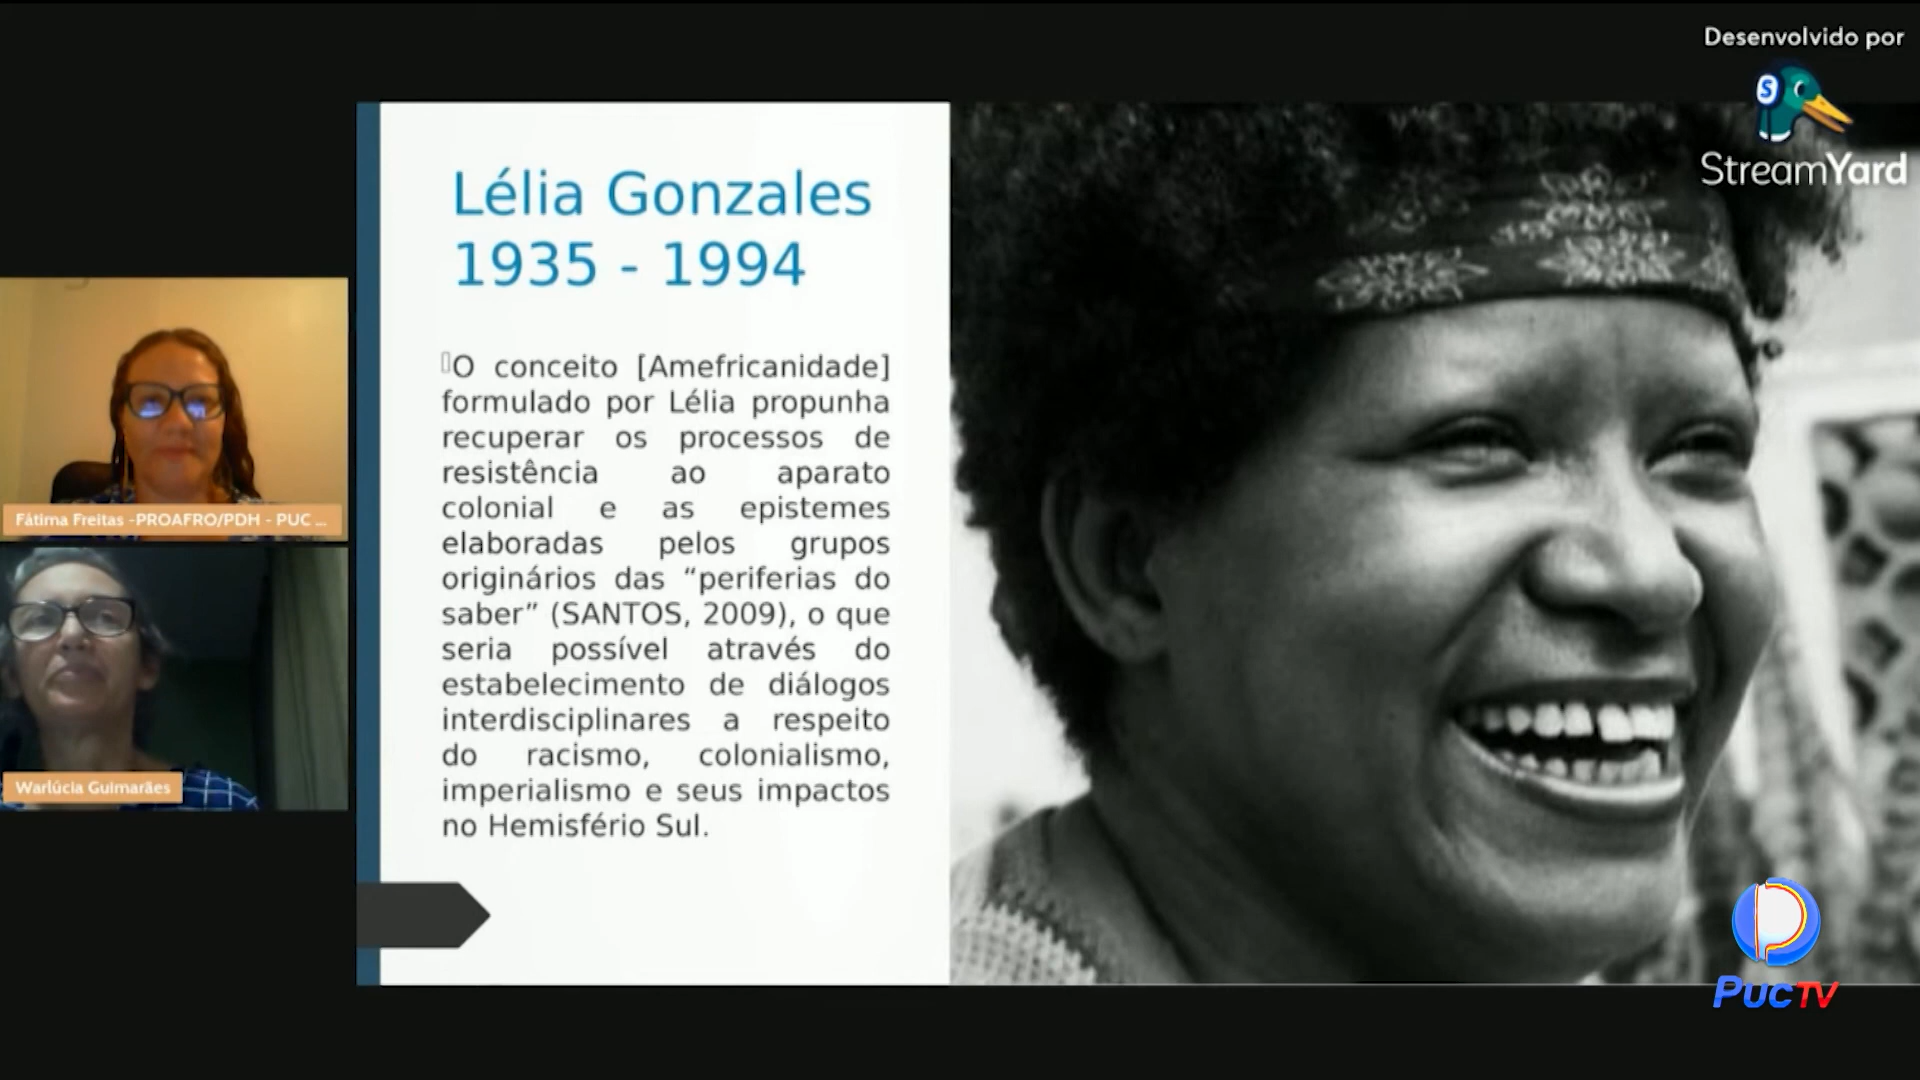 Desenvolvido por
StreamYard
Lélia Gonzales
1935 - 1994
O conceito [Amefricanidade]
formulado por Lélia propunha
recuperar os processos de
resistência ao aparato
colonial e as epistemes
elaboradas pelos grupos
originários das “periferias do
saber” (SANTOS, 2009), o que
seria possível através do
estabelecimento de diálogos
interdisciplinares a respeito
do racismo, colonialismo,
imperialismo e seus impactos
no Hemisfério Sul.
Fátima Freitas -PROAFRO/PDH - PUC ...
Warlúcia Guimarães
PUCTV